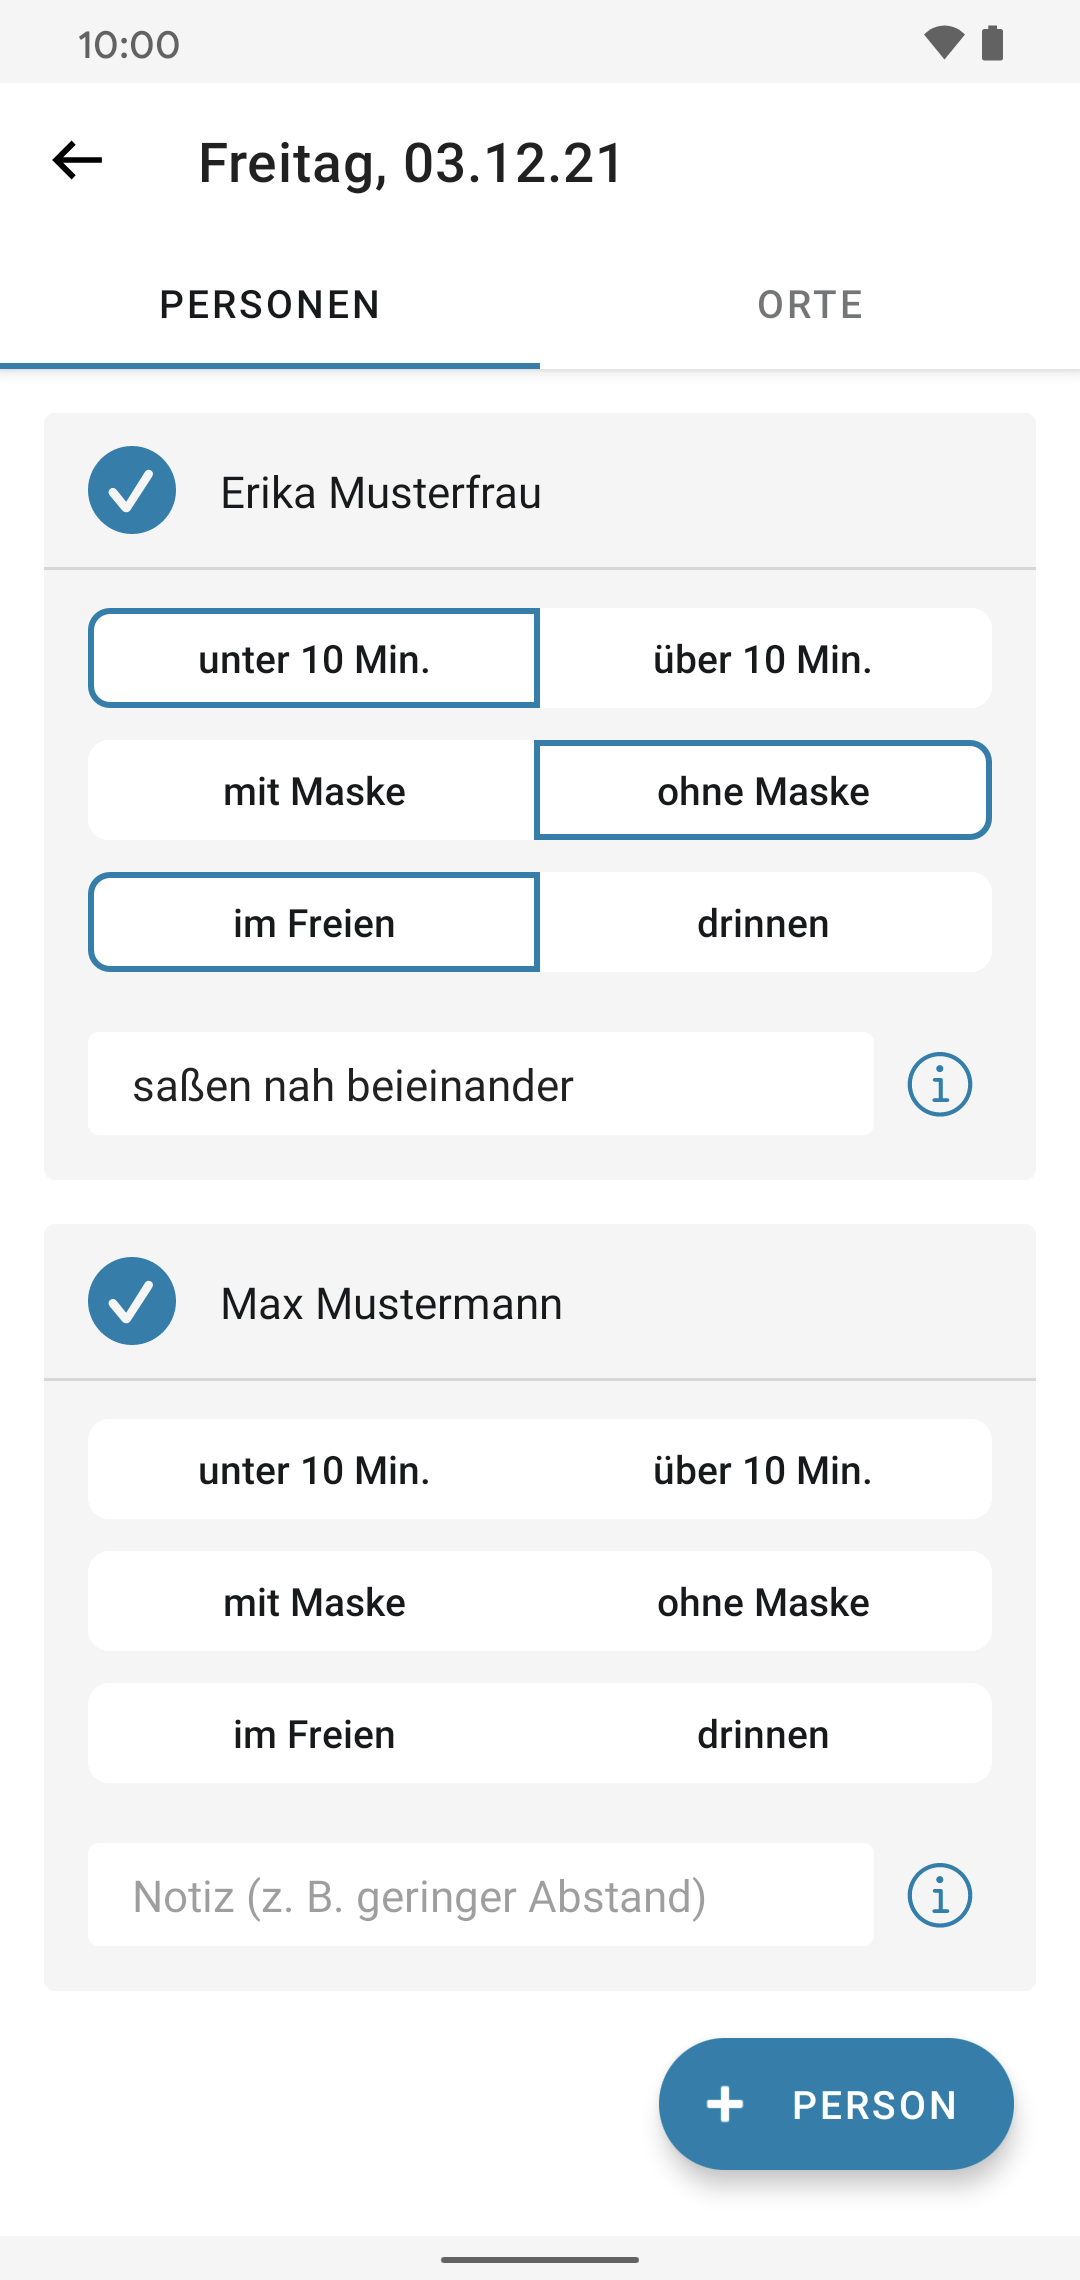 10:00
Freitag, 03.12.21
PERSONEN ORTE
Erika Musterfrau
unter 10 Min. über 10 Min.
mit Maske ohne Maske
im Freien drinnen
saßen nah beieinander
Max Mustermann
unter 10 Min. über 10 Min.
mit Maske ohne Maske
im Freien drinnen
Notiz (z. B. geringer Abstand)
+ PERSON